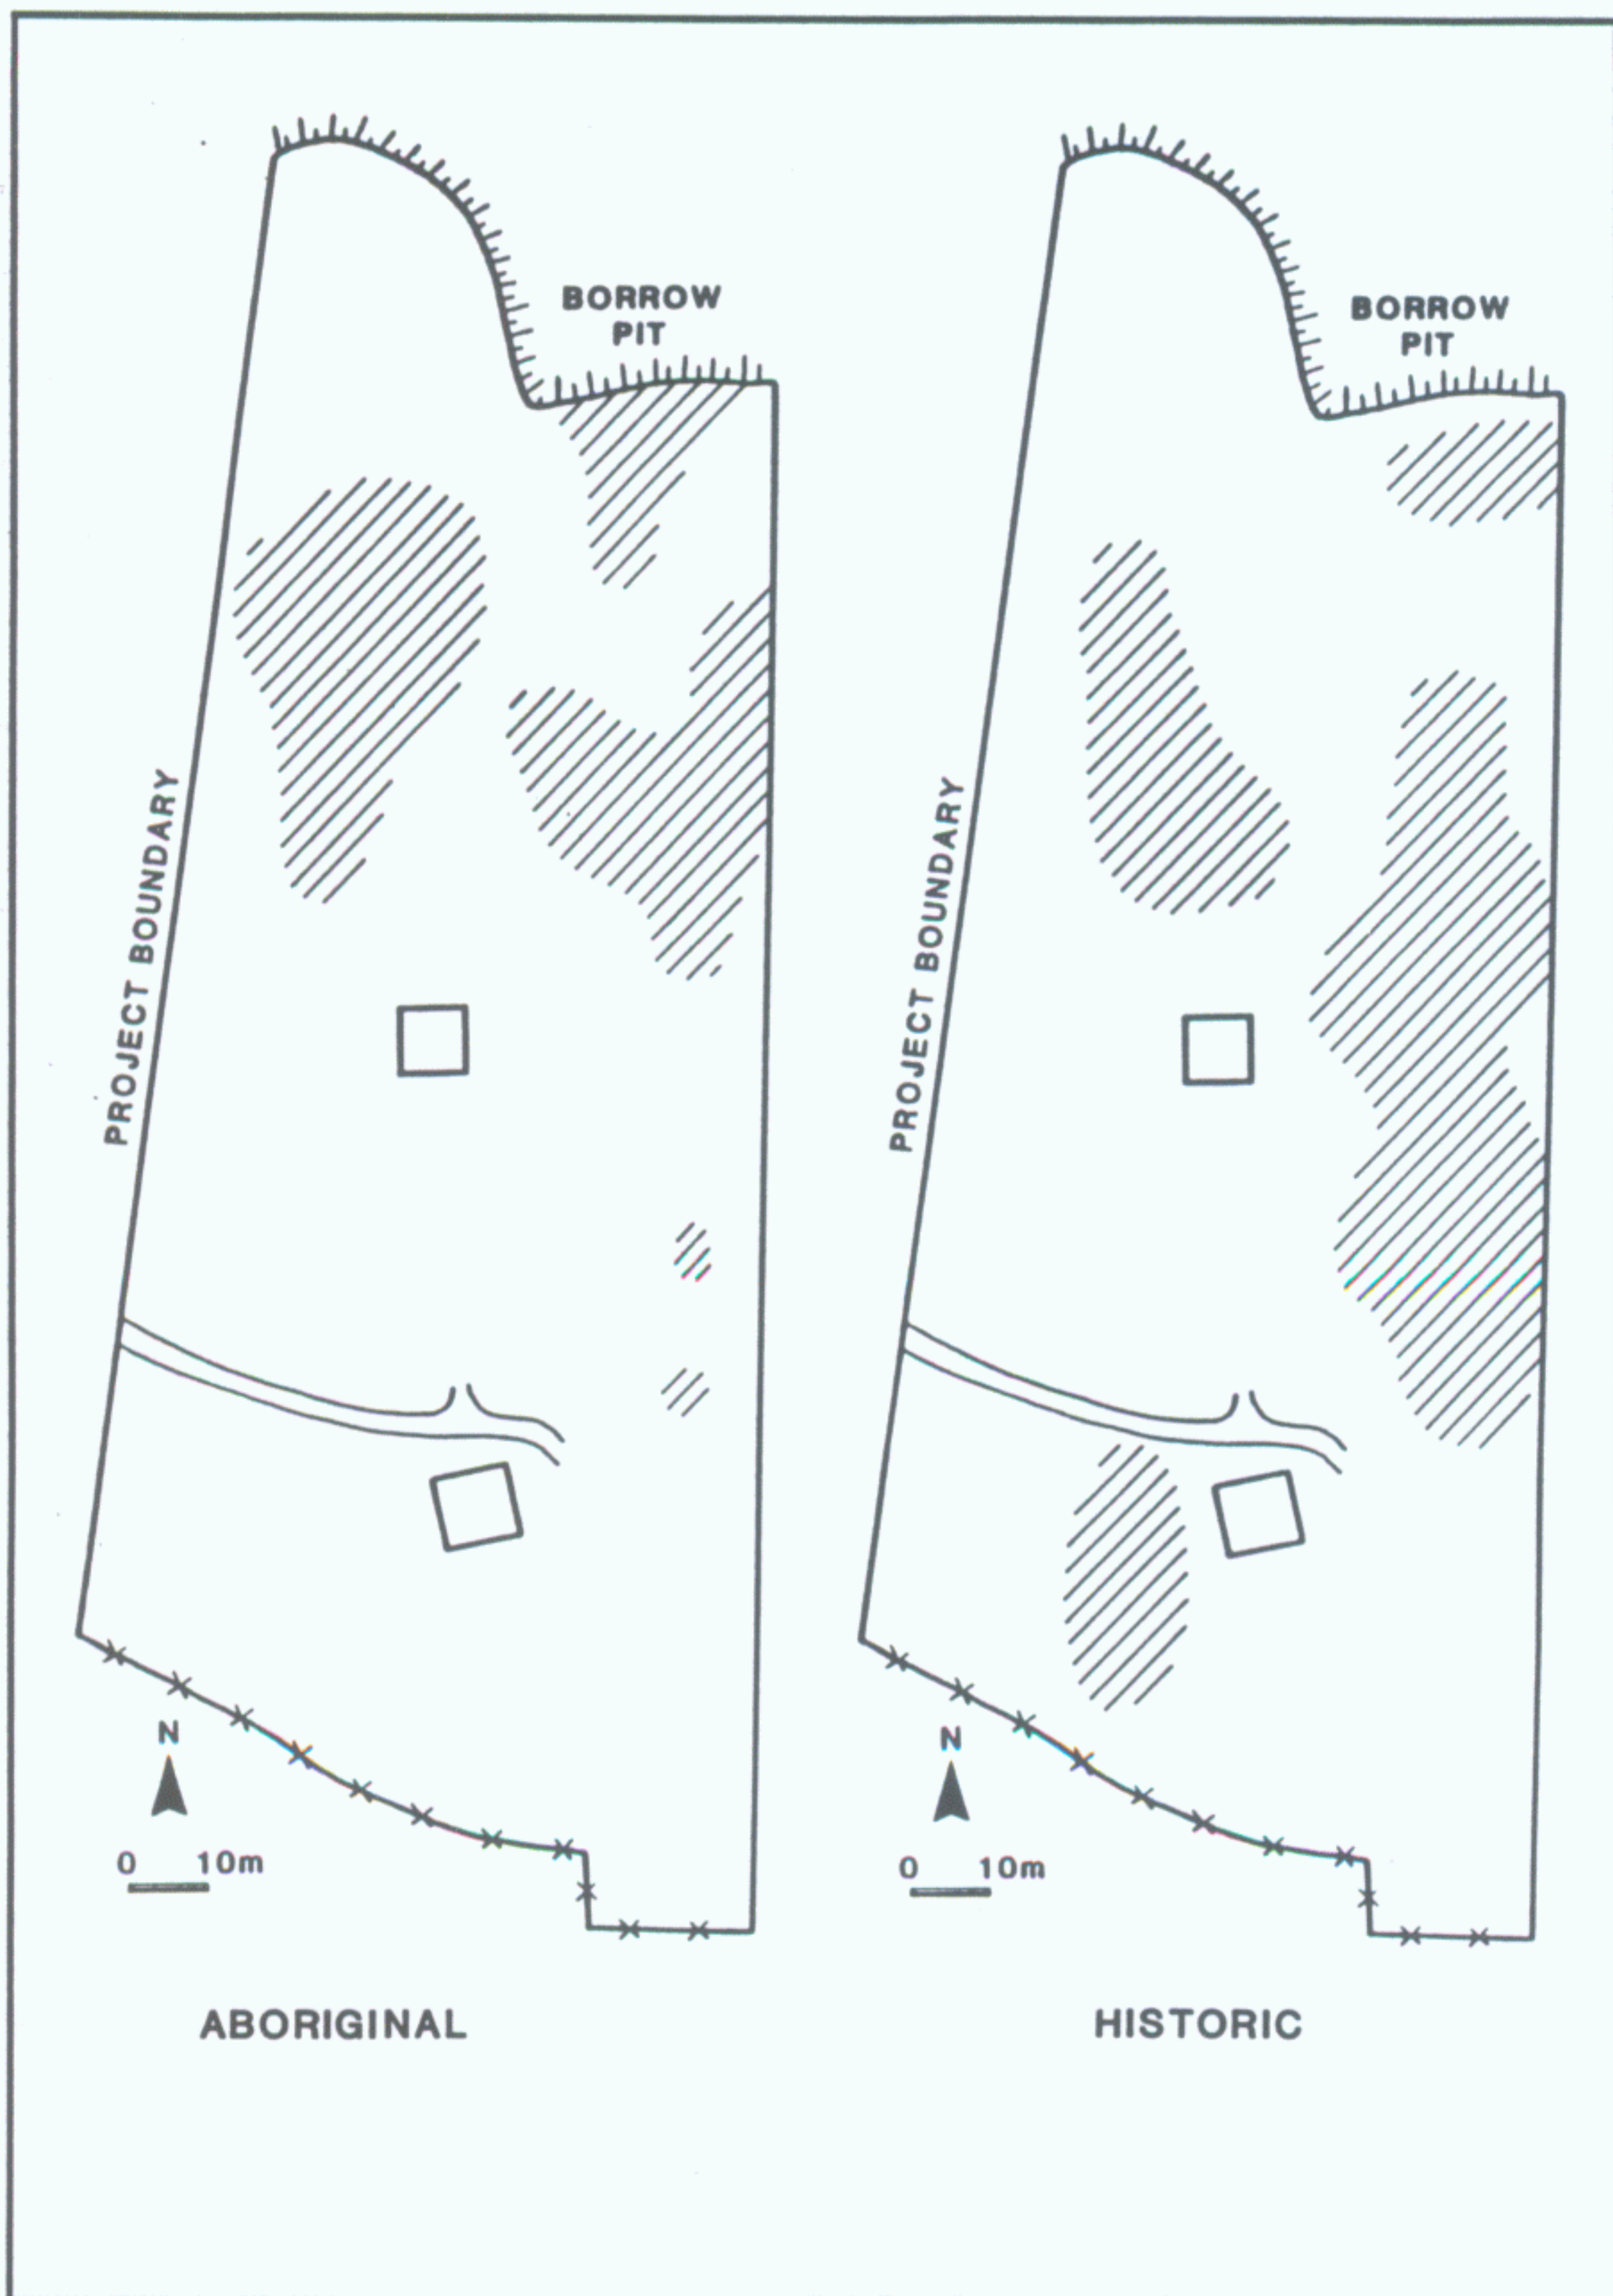 BORROW
PIT
PROJECT BOUNDARY
N
0 10m
ABORIGINAL
BORROW
PIT
PROJECT BOUNDARY
N
0 10m
HISTORIC